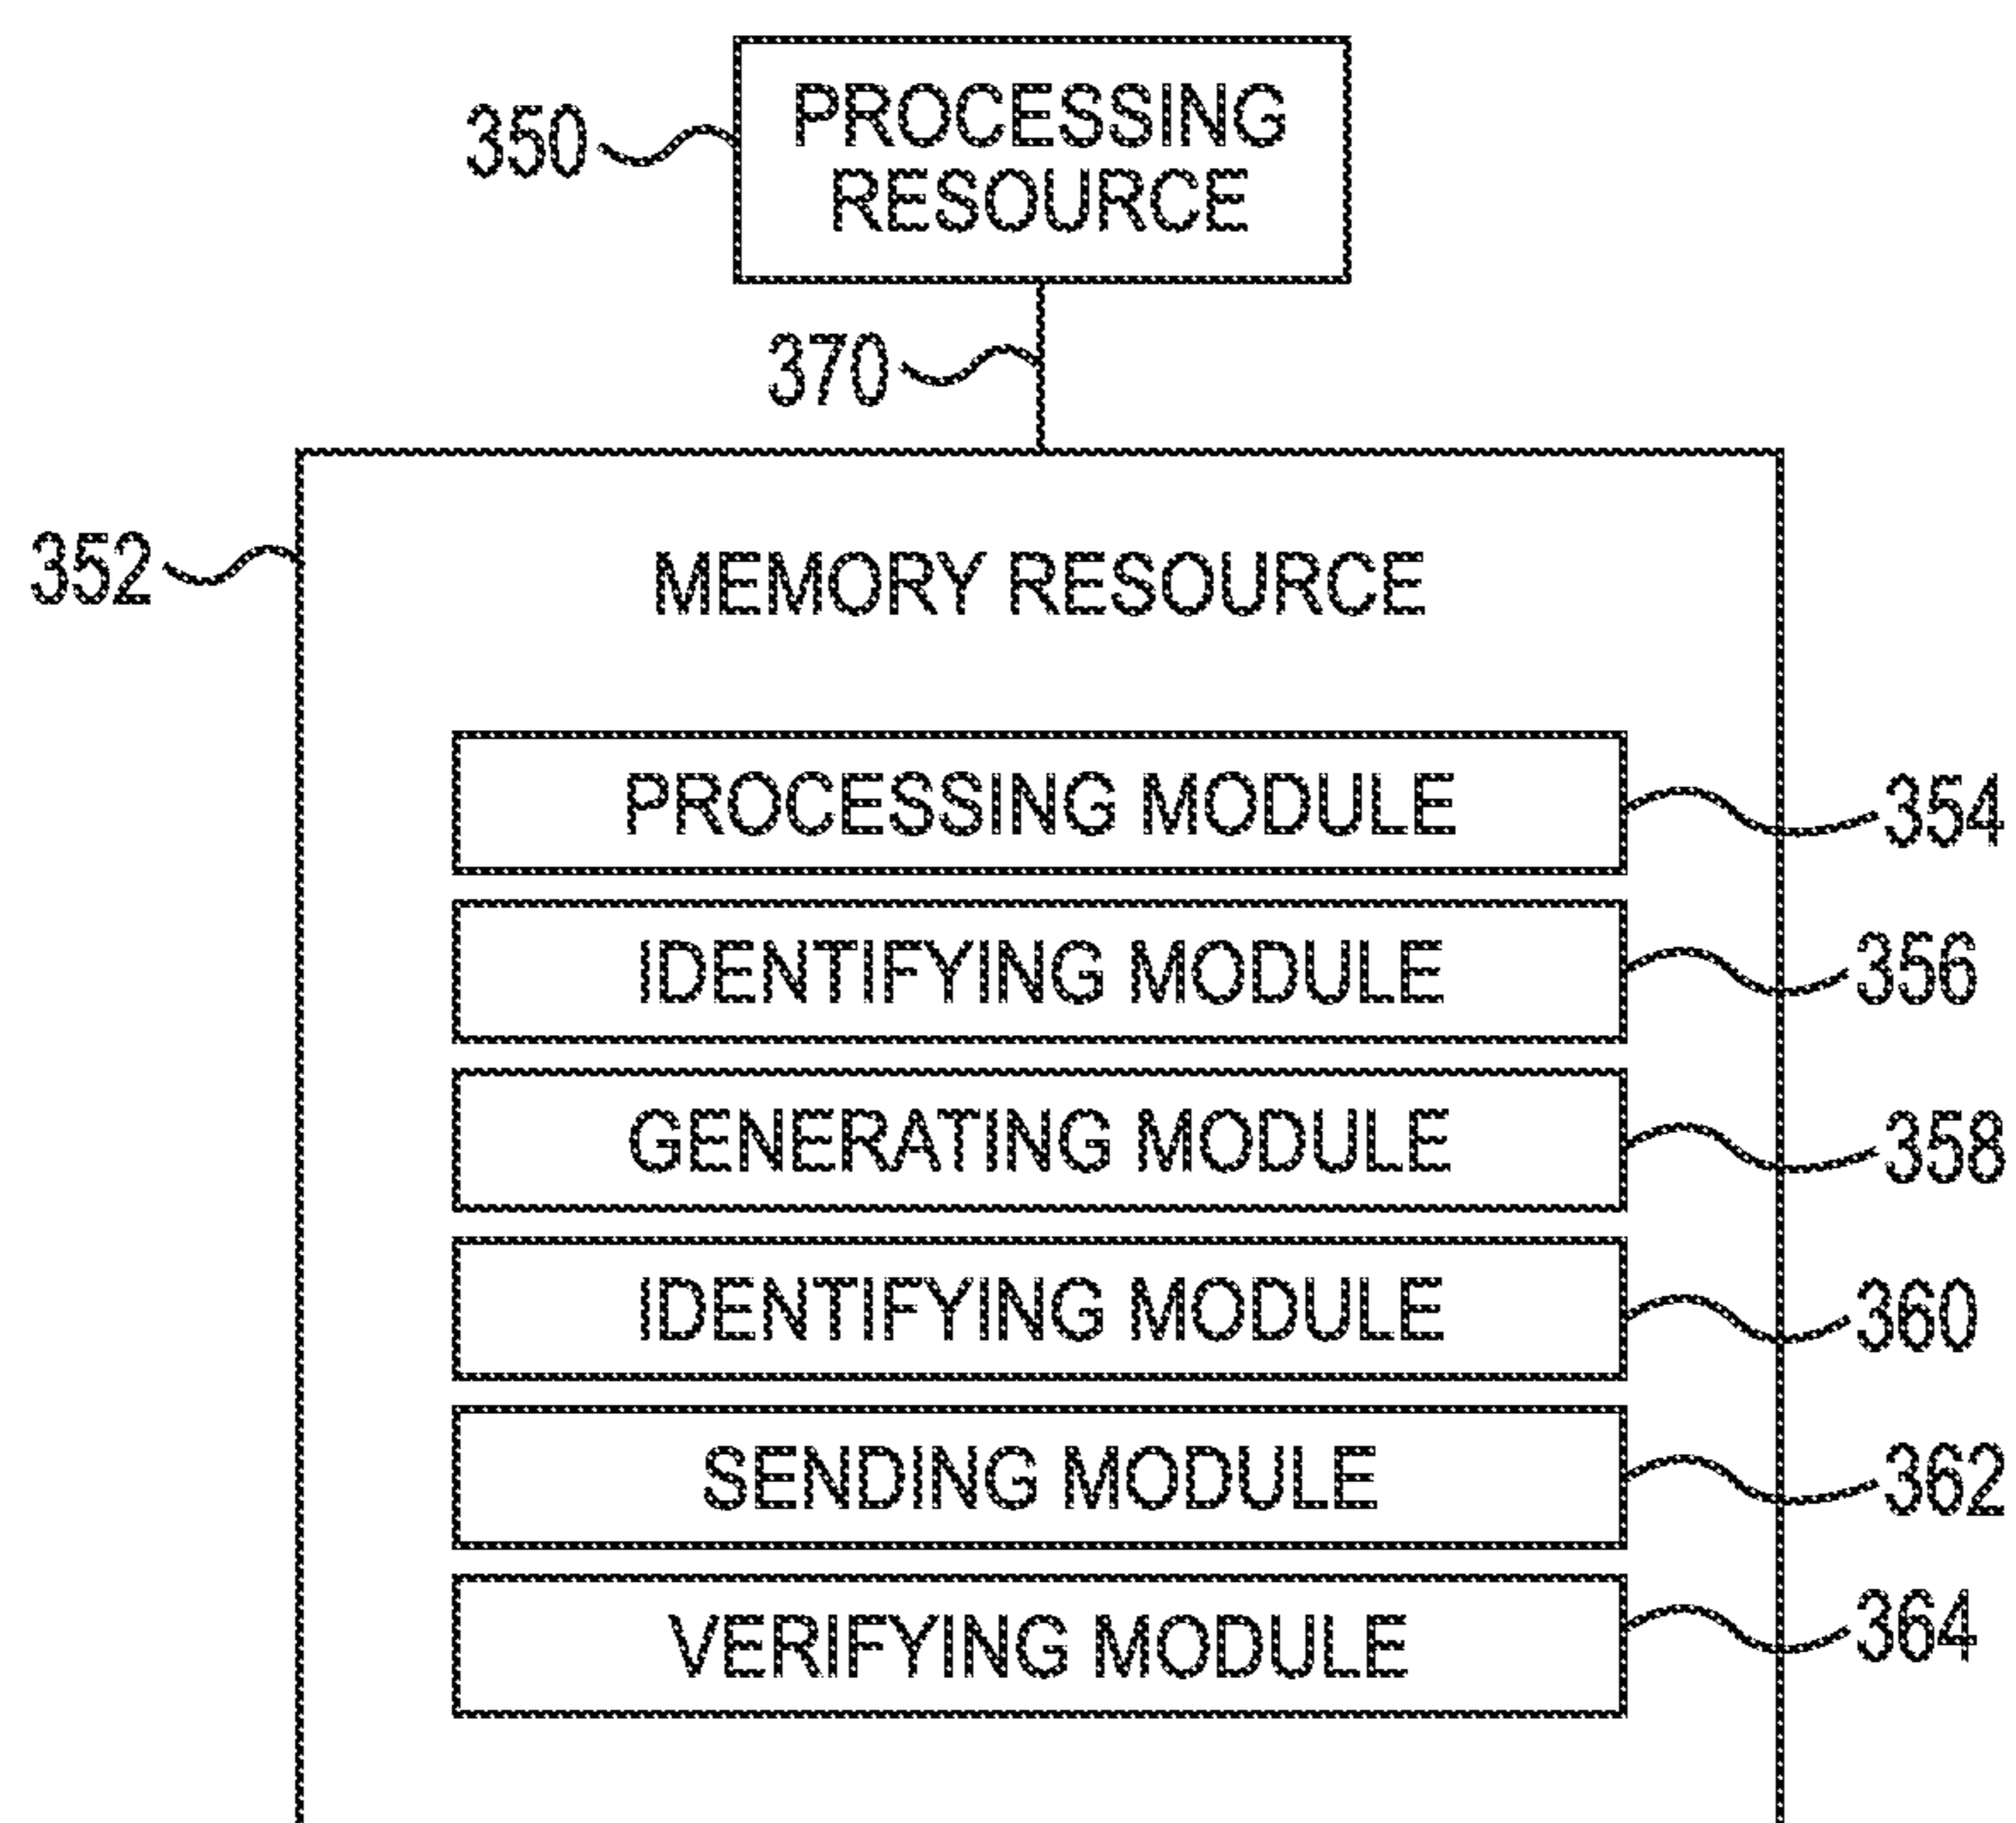 350
PROCESSING
RESOURCE
370
352
MEMORY RESOURCE
PROCESSING MODULE
354
IDENTIFYING MODULE
356
GENERATING MODULE
358
IDENTIFYING MODULE
360
SENDING MODULE
362
VERIFYING MODULE
364